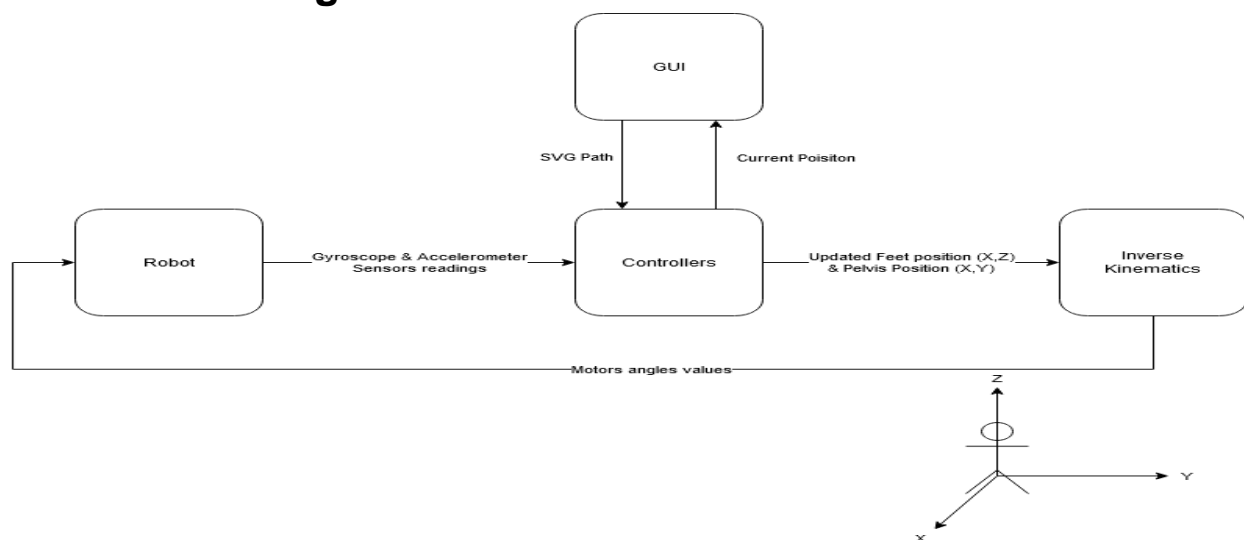 GUI
SVG Path
Current Poisiton
Robot
Gyroscope & Accelerometer
Sensors readings
Controllers
Updated Feet position (X,Z)
& Pelvis Position (X,Y)
Inverse
Kinematics
Motors angles values
Z
Y
X